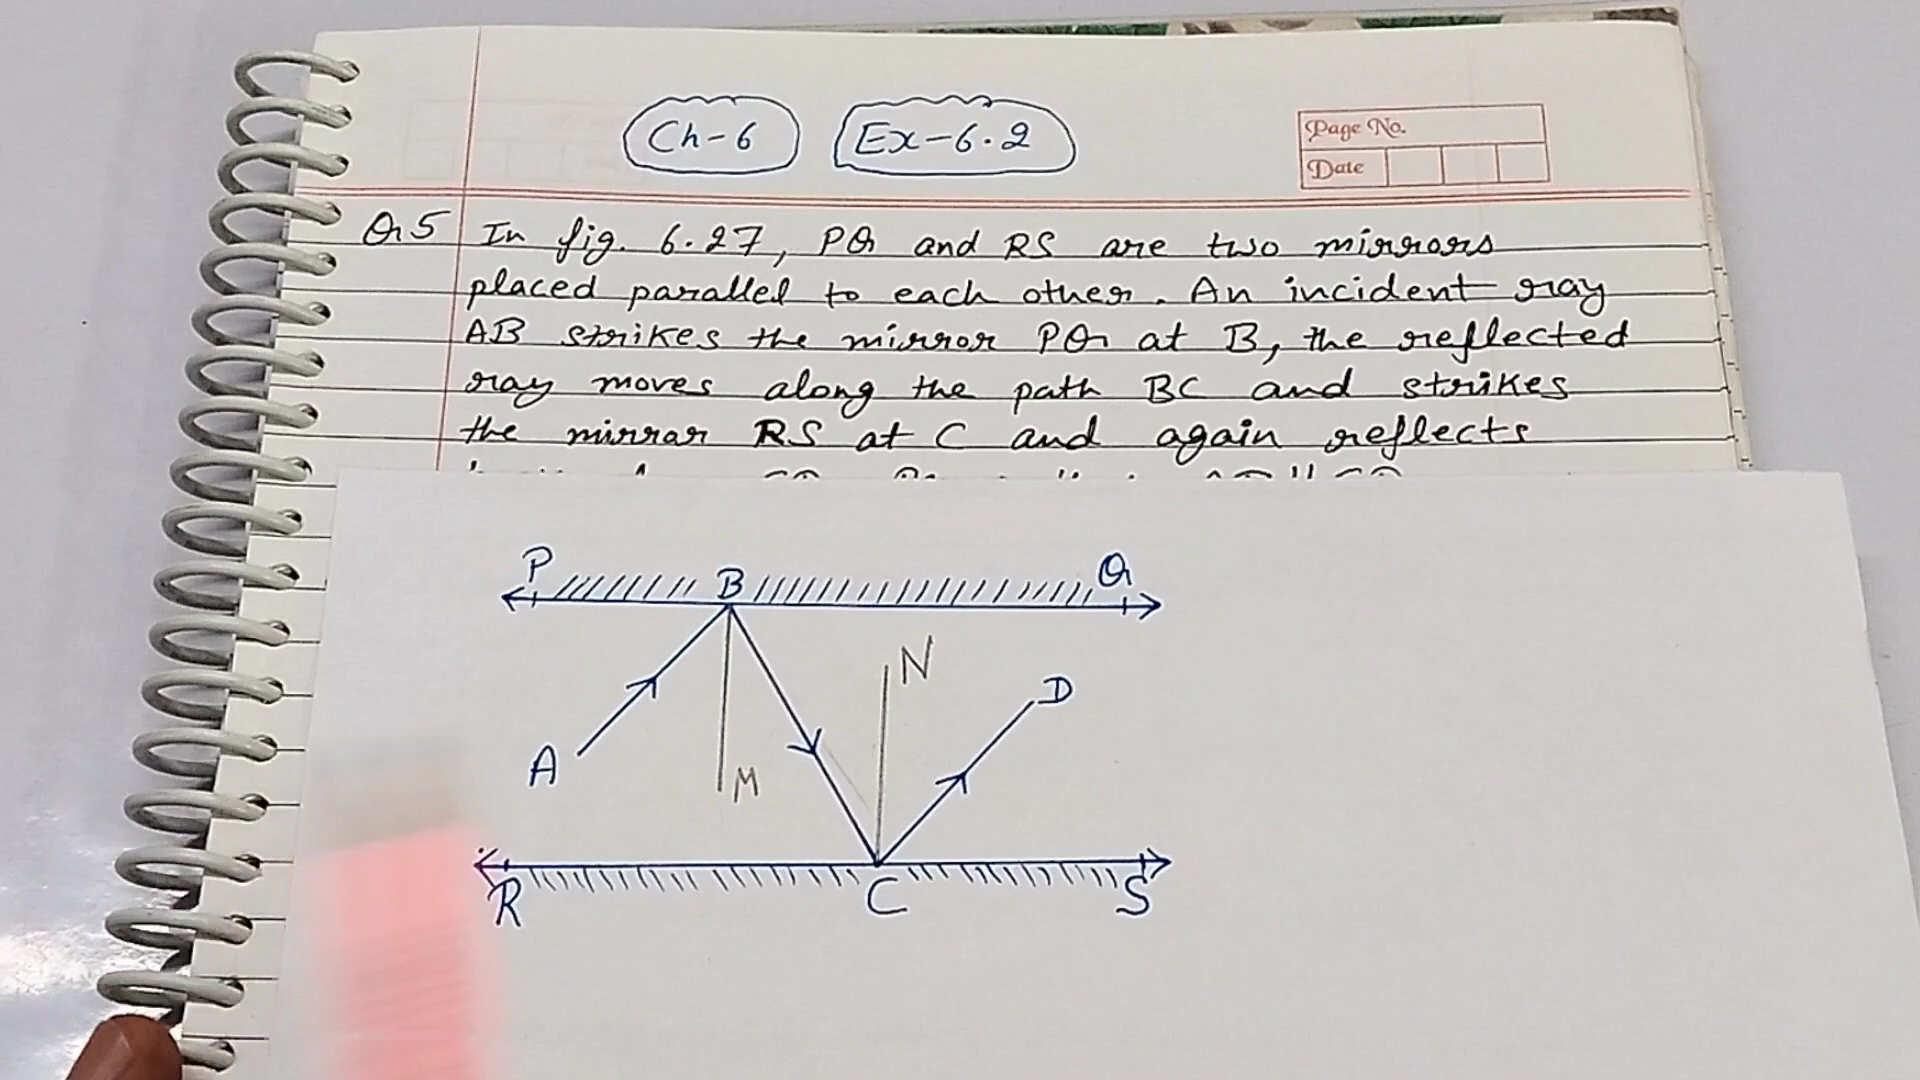 Ch-6 Ex-6.2
Page No.
Date
Q5 In fig. 6.27, PQ and RS are two mirrors
placed parallel to each other. An incident ray
AB strikes the mirror PQ at B, the reflected
ray moves along the path BC and strikes
the mirrar RS at C and again reflects
P B Q
N
D
A M
R C S